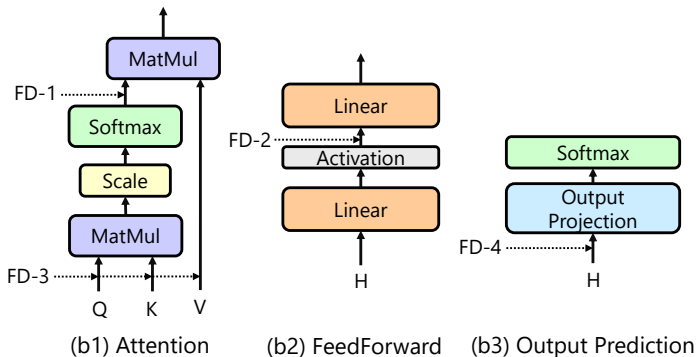 MatMul
FD-1
Softmax
Scale
MatMul
FD-3
Q K V
(b1) Attention
Linear
FD-2
Activation
Linear
H
(b2) FeedForward
Softmax
Output
Projection
FD-4
H
(b3) Output Prediction